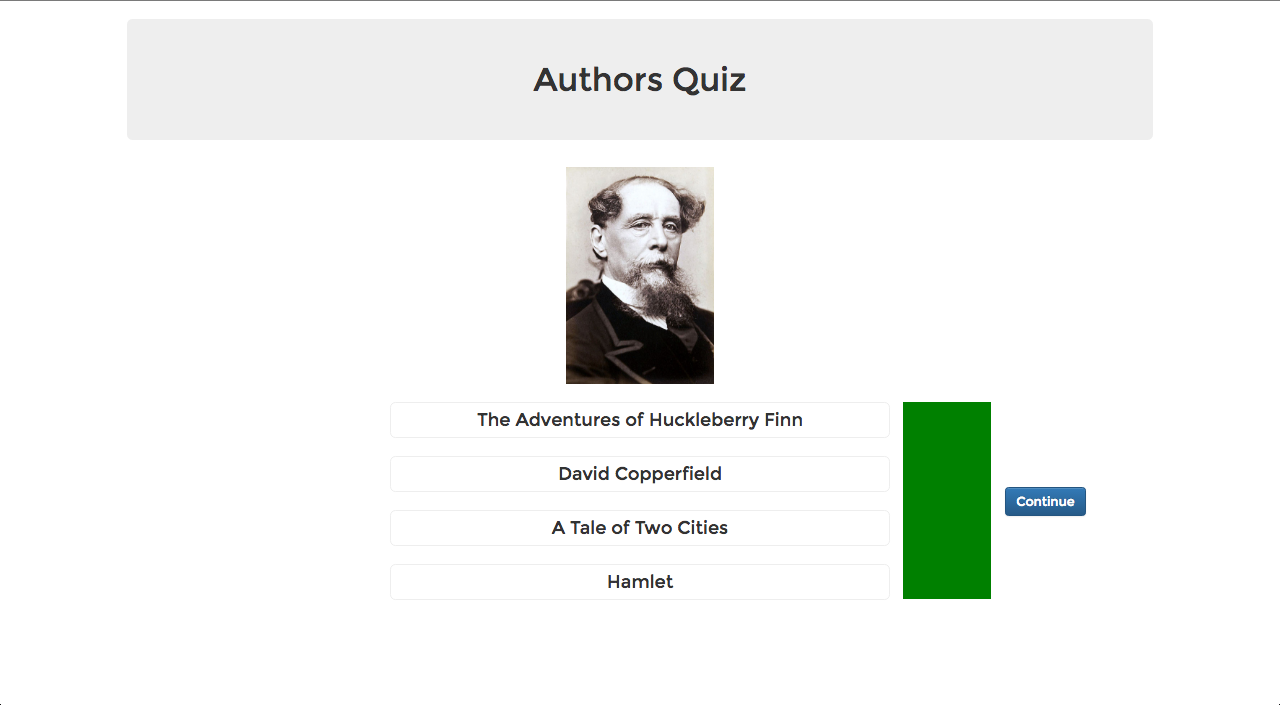 Authors Quiz
The Adventures of Huckleberry Finn
David Copperfield
A Tale of Two Cities
Continue
Hamlet